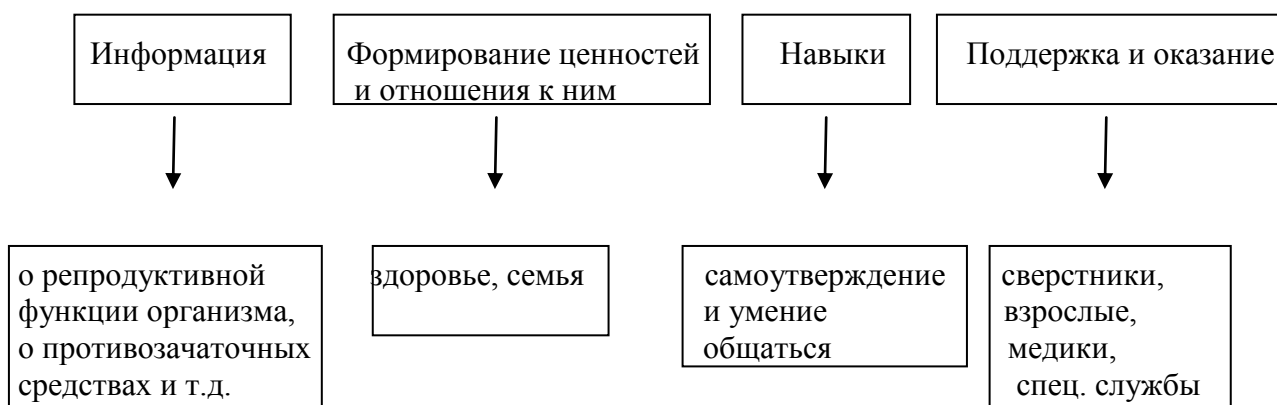 Информация
Формирование ценностей
и отношения к ним
Навыки
Поддержка и оказание
о репродуктивной
функции организма,
о противозачаточных
средствах и т.д.
здоровье, семья
самоутверждение
и умение
общаться
сверстники,
взрослые,
медики,
спец. службы